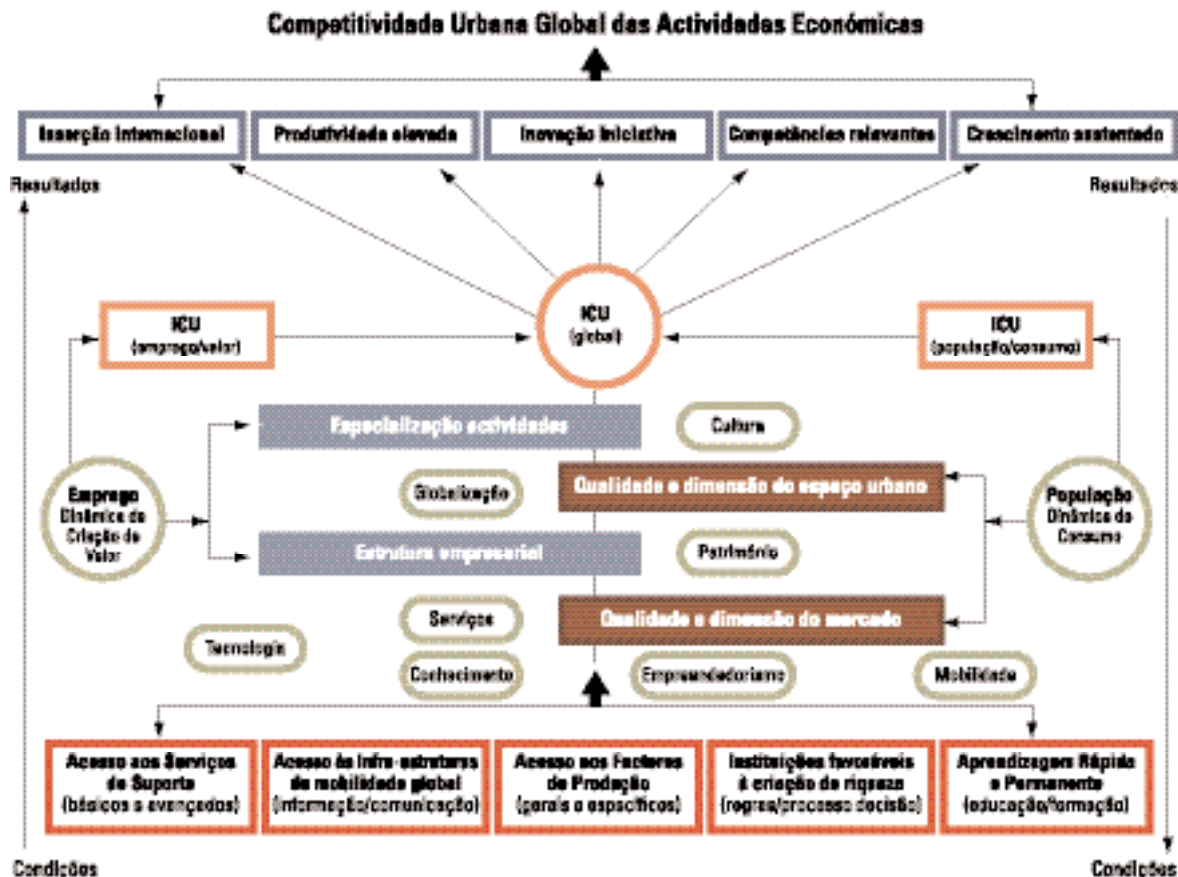 Competitividade Urbana Global das Actividades Económicas
Inserção Internacional
Produtividade elevada
Inovação Iniciativa
Competências relevantes
Crescimento sustentado
Resultados
Resultados
ICU
(global)
ICU
(emprego/valor)
ICU
(população/consumo)
Especialização actividades
Cultura
Globalização
Qualidade e dimensão do espaço urbano
Emprego
Dinâmica de
Criação de
Valor
População
Dinâmica do
Consumo
Estrutura empresarial
Património
Serviços
Qualidade e dimensão do mercado
Tecnologia
Conhecimento
Empreendedorismo
Mobilidade
Acesso aos Serviços
de Suporte
(básicos e avançados)
Acesso às Infra-estruturas
de mobilidade global
(informação/comunicação)
Acesso aos Factores
de Produção
(gerais e específicos)
Instituições favoráveis
à criação de riqueza
(regras/processo decisão)
Aprendizagem Rápida
e Permanente
(educação/formação)
Condições
Condições